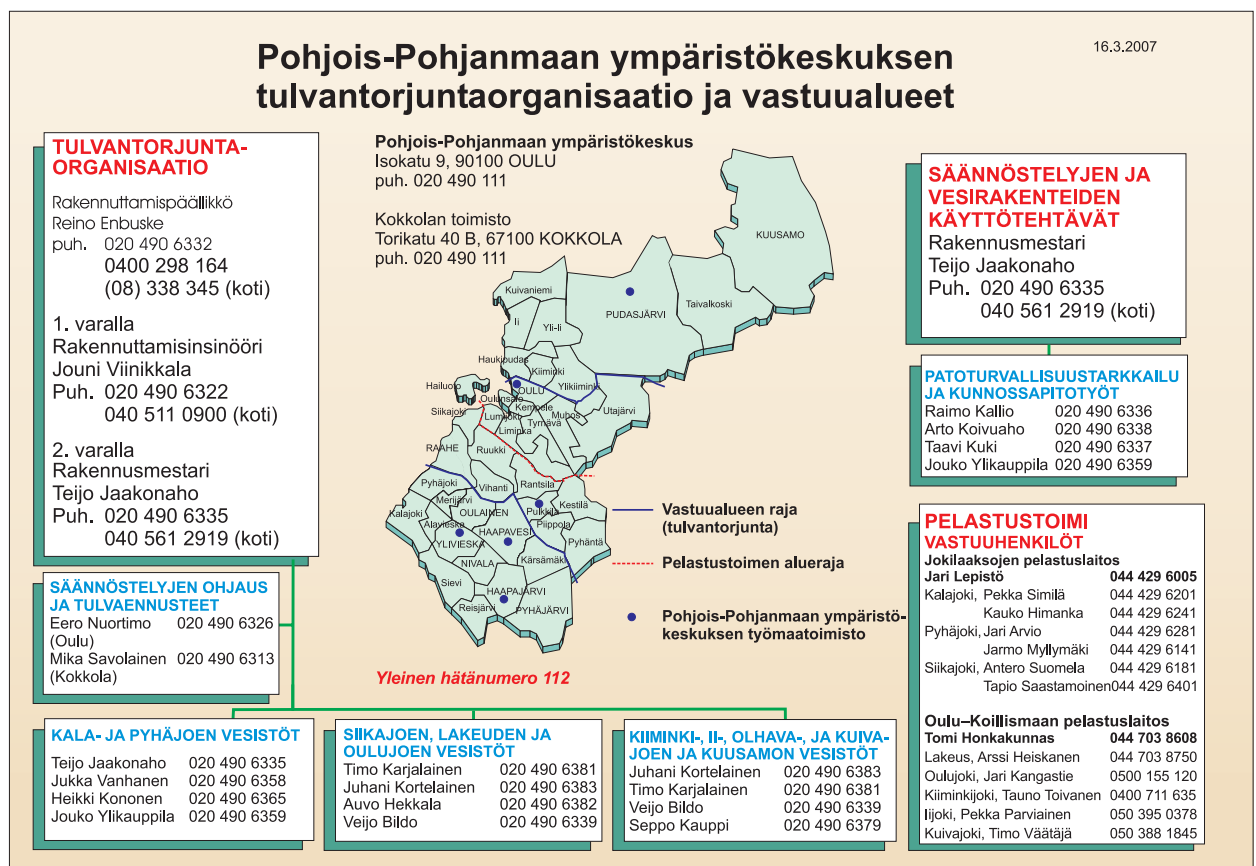 16.3.2007
Pohjois-Pohjanmaan ympäristökeskuksen
tulvantorjuntaorganisaatio ja vastuualueet
TULVANTORJUNTA-
ORGANISAATIO
Rakennuttamispäällikkö
Reino Enbuske
puh. 020 490 6332
0400 298 164
(08) 338 345 (koti)
1. varalla
Rakennuttamisinsinööri
Jouni Viinikkala
Puh. 020 490 6322
040 511 0900 (koti)
2. varalla
Rakennusmestari
Teijo Jaakonaho
Puh. 020 490 6335
040 561 2919 (koti)
SÄÄNNÖSTELYJEN OHJAUS
JA TULVAENNUSTEET
Eero Nuortimo 020 490 6326
(Oulu)
Mika Savolainen 020 490 6313
(Kokkola)
Pohjois-Pohjanmaan ympäristökeskus
Isokatu 9, 90100 OULU
puh. 020 490 111
Kokkolan toimisto
Torikatu 40 B, 67100 KOKKOLA
puh. 020 490 111
KUUSAMO
Kuivaniemi
PUDASJÄRVI
Taivalkoski
Ii
Yli-Ii
Haukipudas
Kiiminki
Ylikiiminki
Hailuoto
OULU
Oulunsalo
Kempele
Utajärvi
Siikajoki
Lumijoki
Muhos
Tyrnävä
Liminka
RAAHE
Ruukki
Pyhäjoki
Vihanti
Rantsila
Merijärvi
Kestilä
Kalajoki
OULAINEN
Pulkkila
Alavieska
Piippola
HAAPAVESI
YLIVIESKA
Pyhäntä
NIVALA
Kärsämäki
Sievi
HAAPAJÄRVI
Reisjärvi
PYHÄJÄRVI
Vastuualueen raja
(tulvantorjunta)
Pelastustoimen alueraja
Pohjois-Pohjanmaan ympäristö-
keskuksen työmaatoimisto
Yleinen hätänumero 112
SÄÄNNÖSTELYJEN JA
VESIRAKENTEIDEN
KÄYTTÖTEHTÄVÄT
Rakennusmestari
Teijo Jaakonaho
Puh. 020 490 6335
040 561 2919 (koti)
PATOTURVALLISUUSTARKKAILU
JA KUNNOSSAPITOTYÖT
Raimo Kallio 020 490 6336
Arto Koivuaho 020 490 6338
Taavi Kuki 020 490 6337
Jouko Ylikauppila 020 490 6359
PELASTUSTOIMI
VASTUUHENKILÖT
Jokilaaksojen pelastuslaitos
Jari Lepistö 044 429 6005
Kalajoki, Pekka Similä 044 429 6201
Kauko Himanka 044 429 6241
Pyhäjoki, Jari Arvio 044 429 6281
Jarmo Myllymäki 044 429 6141
Siikajoki, Antero Suomela 044 429 6181
Tapio Saastamoinen044 429 6401
Oulu–Koillismaan pelastuslaitos
Tomi Honkakunnas 044 703 8608
Lakeus, Arssi Heiskanen 044 703 8750
Oulujoki, Jari Kangastie 0500 155 120
Kiiminkijoki, Tauno Toivanen 0400 711 635
Iijoki, Pekka Parviainen 050 395 0378
Kuivajoki, Timo Väätäjä 050 388 1845
KALA- JA PYHÄJOEN VESISTÖT
Teijo Jaakonaho 020 490 6335
Jukka Vanhanen 020 490 6358
Heikki Kononen 020 490 6365
Jouko Ylikauppila 020 490 6359
SIIKAJOEN, LAKEUDEN JA
OULUJOEN VESISTÖT
Timo Karjalainen 020 490 6381
Juhani Kortelainen 020 490 6383
Auvo Hekkala 020 490 6382
Veijo Bildo 020 490 6339
KIIMINKI-, II-, OLHAVA-, JA KUIVA-
JOEN JA KUUSAMON VESISTÖT
Juhani Kortelainen 020 490 6383
Timo Karjalainen 020 490 6381
Veijo Bildo 020 490 6339
Seppo Kauppi 020 490 6379